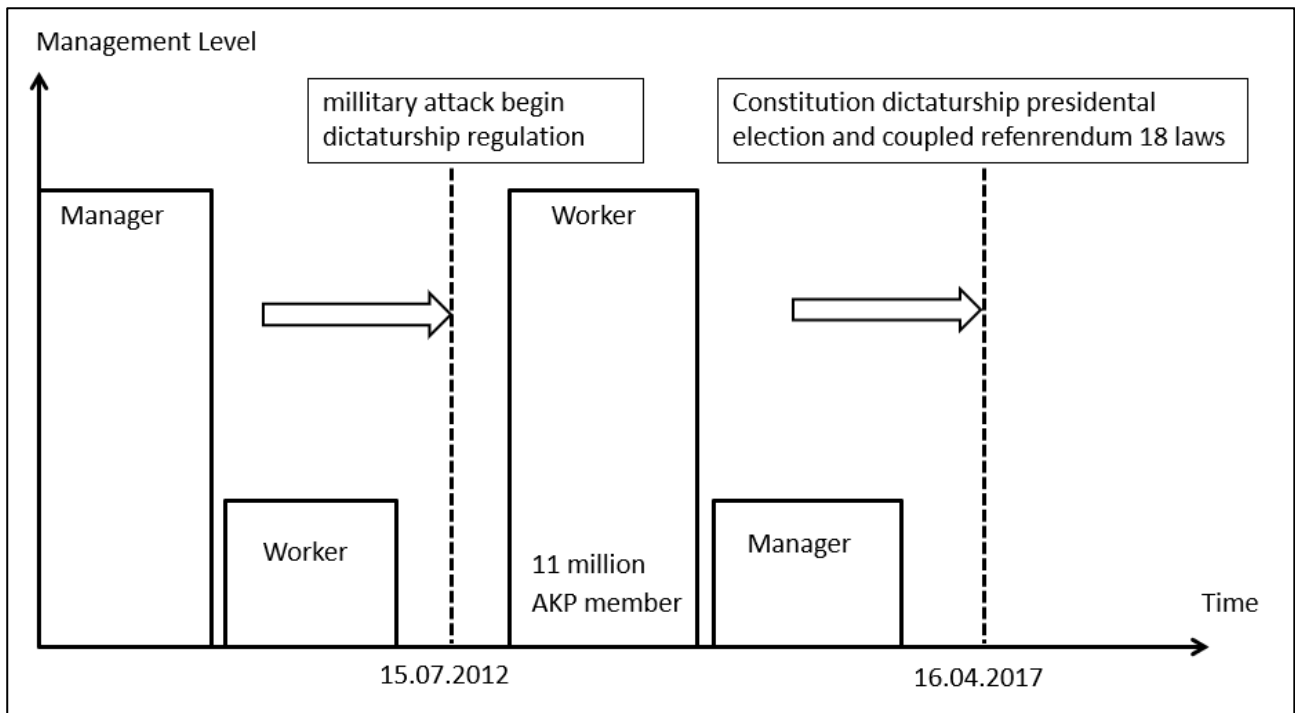 Management Level
millitary attack begin
dictaturship regulation
Constitution dictaturship presidental
election and coupled refenrendum 18 laws
Manager
Worker
Worker
11 million
AKP member
Manager
Time
15.07.2012
16.04.2017